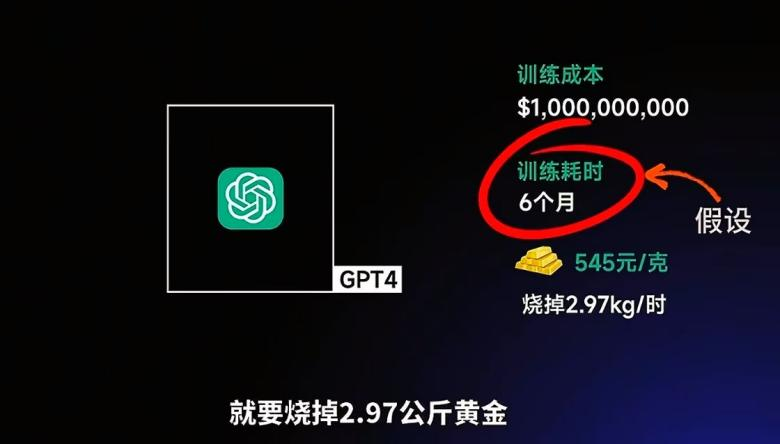 训练成本
$1,000,000,000
训练耗时
6个月
假设
545元/克
烧掉2.97kg/时
GPT4
就要烧掉2.97公斤黄金